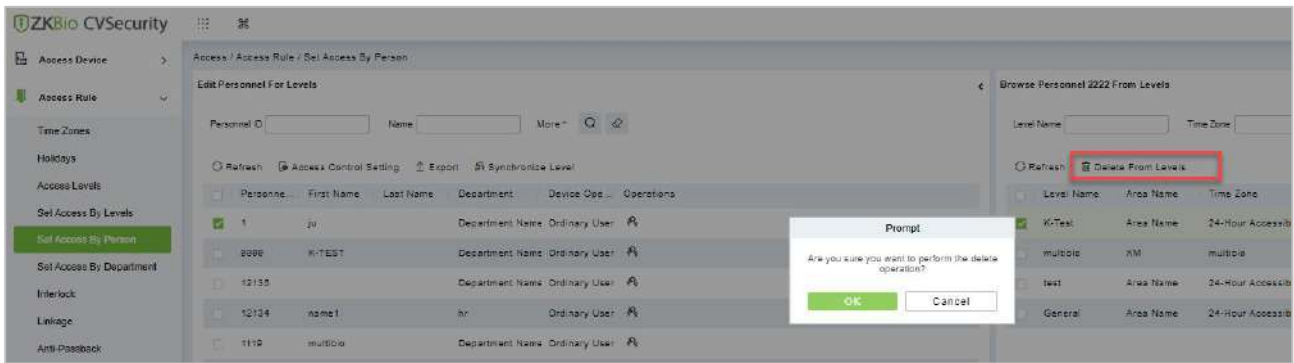 ZKBio CVSecurity
Access Device
Access / Access Rule / Set Access By Person
Edit Personnel For Levels
Browse Personnel 2222 From Levels
Access Rule
Personnel ID Name More
Level Name Time Zone
Time Zones
Holidays
Refresh Access Control Setting Export Synchronize Level
Refresh Delete From Levels
Access Levels
Personne... First Name Last Name Department Device Ope... Operations
Level Name Area Name Time Zone
Set Access By Levels
1 ju Department Name Ordinary User
K-Test Area Name 24-Hour Accessib
Set Access By Person
Prompt
Are you sure you want to perform the delete
operation?
OK Cancel
K-TEST Department Name Ordinary User
multibio XM multibio
Set Access By Department
Department Name Ordinary User
test Area Name 24-Hour Accessib
Interlock
12134 name1 hr Ordinary User
General Area Name 24-Hour Accessib
Linkage
1119 multibio Department Name Ordinary User
Anti-Passback